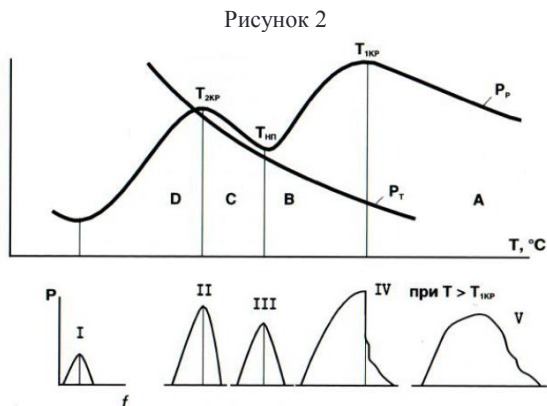 Рисунок 2
T1КР
T2КР
PР
TНП
D
C
B
PТ
A
T, °C
P
I
II
III
IV
при T > T1КР
V
f